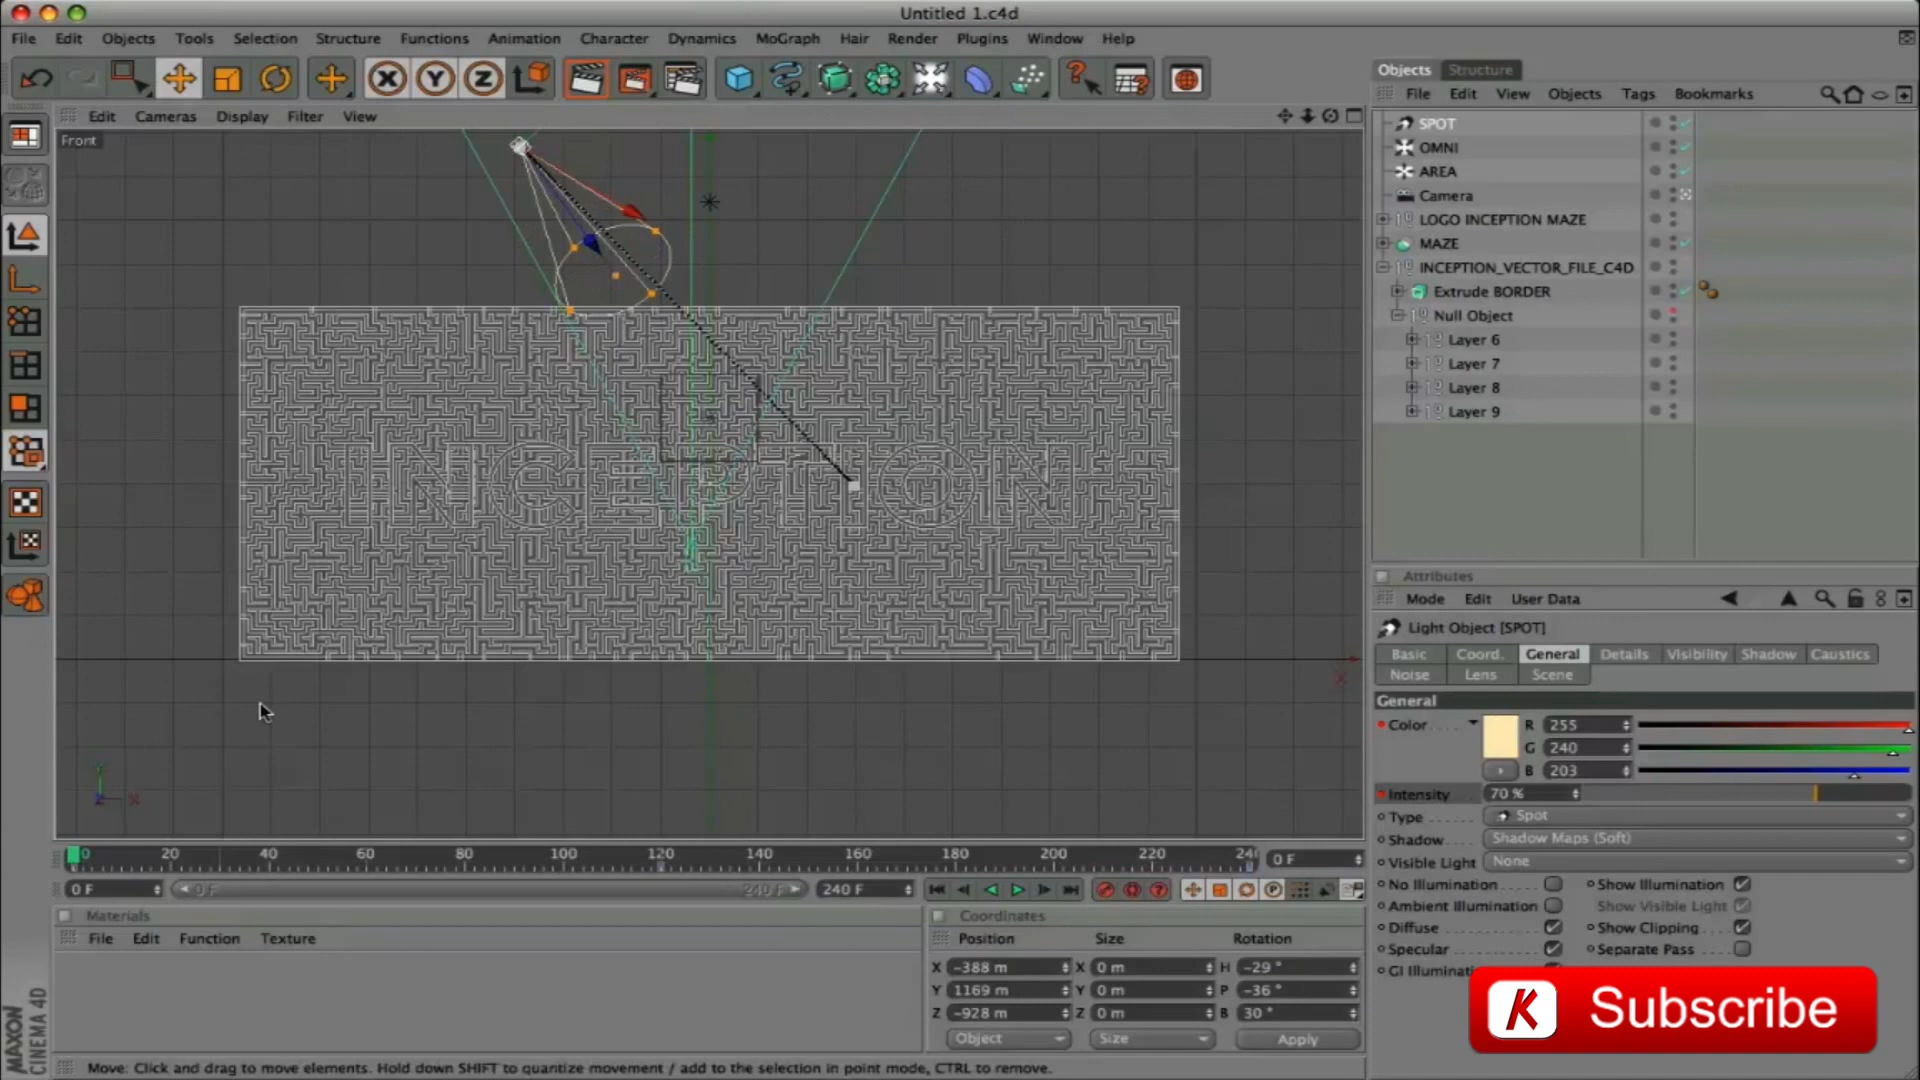 Untitled 1.c4d
File Edit Objects Tools Selection Structure Functions Animation Character Dynamics MoGraph Hair Render Plugins Window Help
X Y Z
Edit Cameras Display Filter View
Front
INCEPTION
Y
Z X
X
0 20 40 60 80 100 120 140 160 180 200 220 24
0 F
0 F 0 F 240 F 240 F
Materials
File Edit Function Texture
Coordinates
Position Size Rotation
X -388 m X 0 m H -29 °
Y 1169 m Y 0 m P -36 °
Z -928 m Z 0 m B 30 °
Object Size Apply
MAXON
CINEMA 4D
Move: Click and drag to move elements. Hold down SHIFT to quantize movement / add to the selection in point mode, CTRL to remove.
Objects Structure
File Edit View Objects Tags Bookmarks
SPOT
OMNI
AREA
Camera
LOGO INCEPTION MAZE
MAZE
INCEPTION_VECTOR_FILE_C4D
Extrude BORDER
Null Object
Layer 6
Layer 7
Layer 8
Layer 9
Attributes
Mode Edit User Data
Light Object [SPOT]
Basic Coord. General Details Visibility Shadow Caustics
Noise Lens Scene
General
Color R 255
G 240
B 203
Intensity 70 %
Type Spot
Shadow Shadow Maps (Soft)
Visible Light None
No Illumination Show Illumination
Ambient Illumination Show Visible Light
Diffuse Show Clipping
Specular Separate Pass
GI Illuminati
K Subscribe